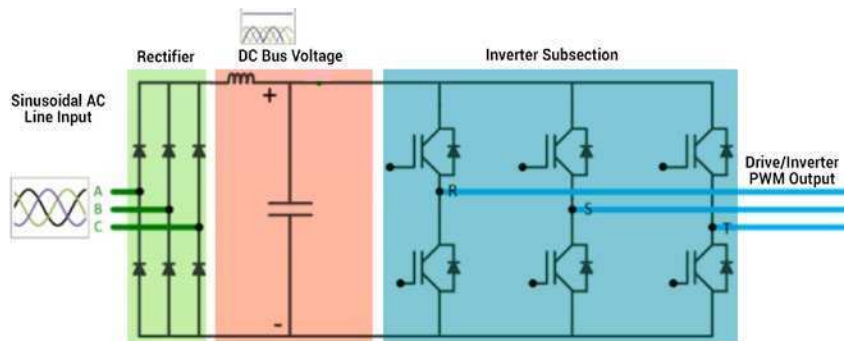 Rectifier
DC Bus Voltage
Inverter Subsection
Sinusoidal AC
Line Input
+
A
B
C
R
S
T
Drive/Inverter
PWM Output
-